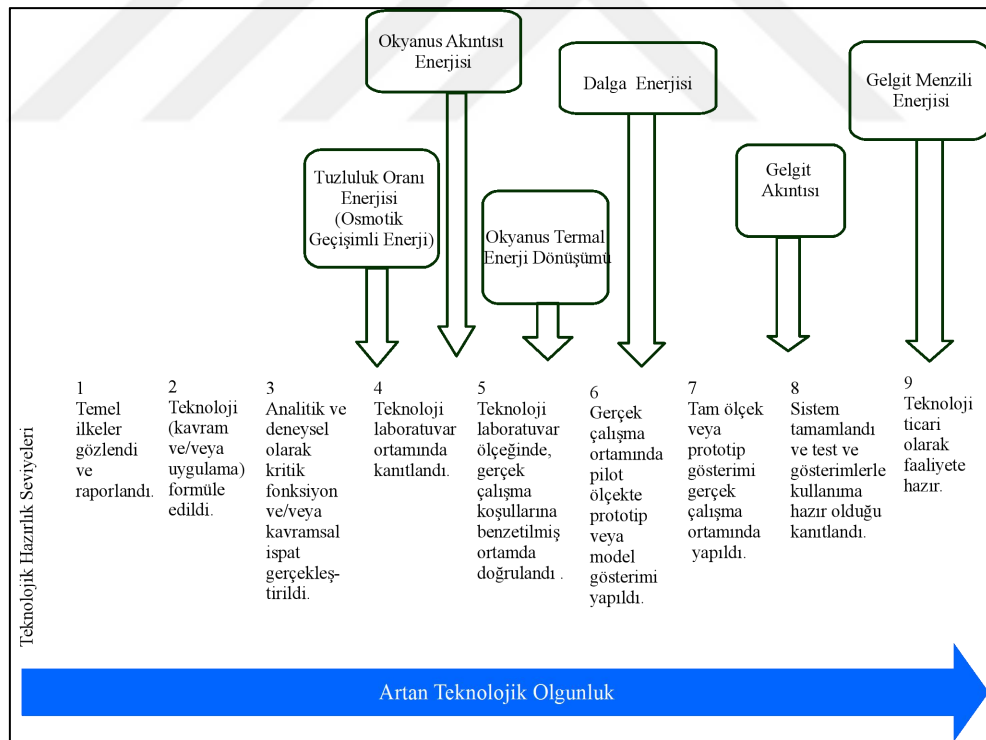 Okyanus Akıntısı
Enerjisi
Dalga Enerjisi
Gelgit Menzili
Enerjisi
Tuzluluk Oranı
Enerjisi
(Osmotik
Geçişimli Enerji)
Gelgit
Akıntısı
Okyanus Termal
Enerji Dönüşümü
Teknolojik Hazırlık Seviyeleri
1
Temel
ilkeler
gözlendi
ve
raporlandı.
2
Teknoloji
(kavram
ve/veya
uygulama)
formüle
edildi.
3
Analitik ve
deneysel
olarak
kritik
fonksiyon
ve/veya
kavramsal
ispat
gerçekleş-
tirildi.
4
Teknoloji
laboratuvar
ortamında
kanıtlandı.
5
Teknoloji
laboratuvar
ölçeğinde,
gerçek
çalışma
koşullarına
benzetilmiş
ortamda
doğrulandı .
6
Gerçek
çalışma
ortamında
pilot
ölçekte
prototip
veya
model
gösterimi
yapıldı.
7
Tam ölçek
veya
prototip
gösterimi
gerçek
çalışma
ortamında
yapıldı.
8
Sistem
tamamlandı
ve test ve
gösterimlerle
kullanıma
hazır olduğu
kanıtlandı.
9
Teknoloji
ticari
olarak
faaliyete
hazır.
Artan Teknolojik Olgunluk